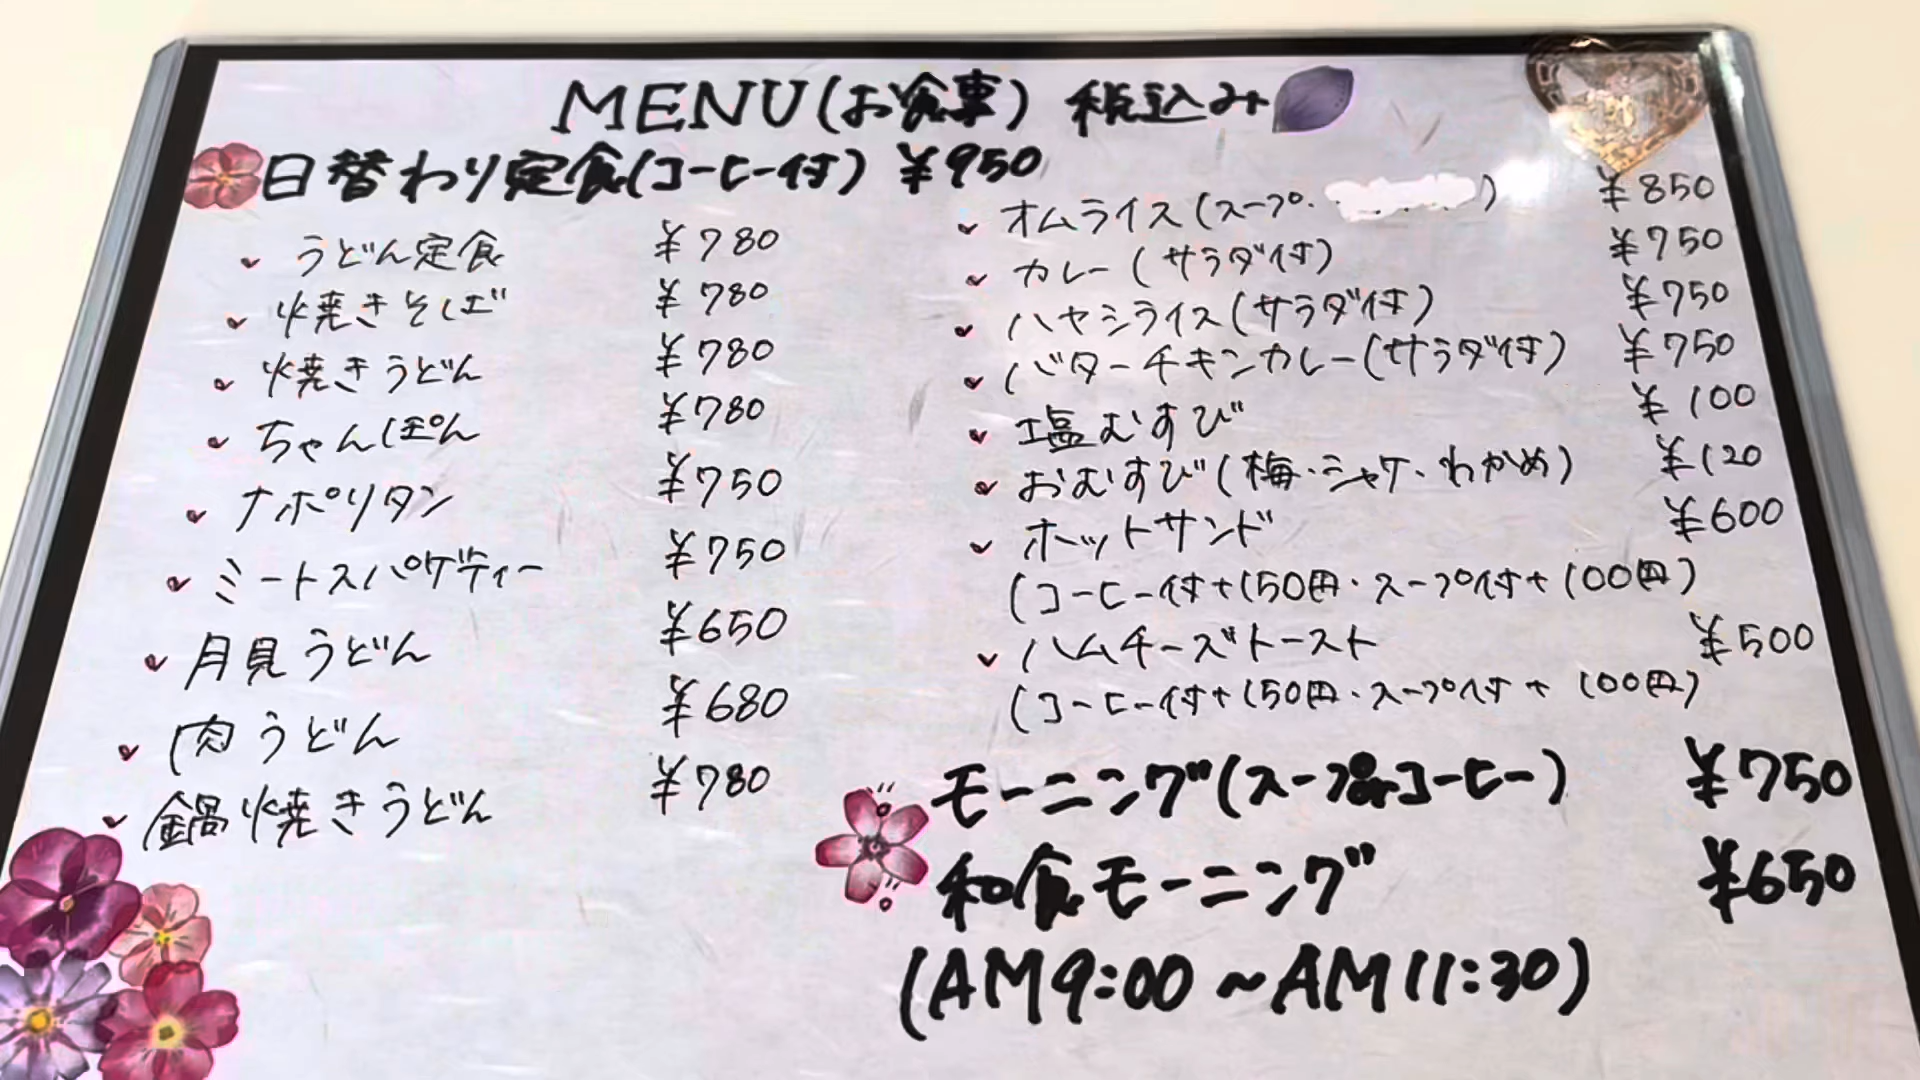 MENU(お食事) 税込み
日替わり定食(コーヒー付) ¥950
うどん定食 ¥780
焼きそば ¥780
焼きうどん ¥780
ちゃんぽん ¥780
ナポリタン ¥750
ミートスパゲティー ¥750
月見うどん ¥650
肉うどん ¥680
鍋焼きうどん ¥780
オムライス(スープ・ ) ¥850
カレー(サラダ付) ¥750
ハヤシライス(サラダ付) ¥750
バターチキンカレー(サラダ付) ¥750
塩むすび ¥100
おむすび(梅・シャケ・わかめ) ¥120
ホットサンド ¥600
(コーヒー付+150円・スープ付+100円)
ハムチーズトースト ¥500
(コーヒー付+150円・スープ付+100円)
モーニング(スープorコーヒー) ¥750
和食モーニング ¥650
(AM9:00~AM11:30)